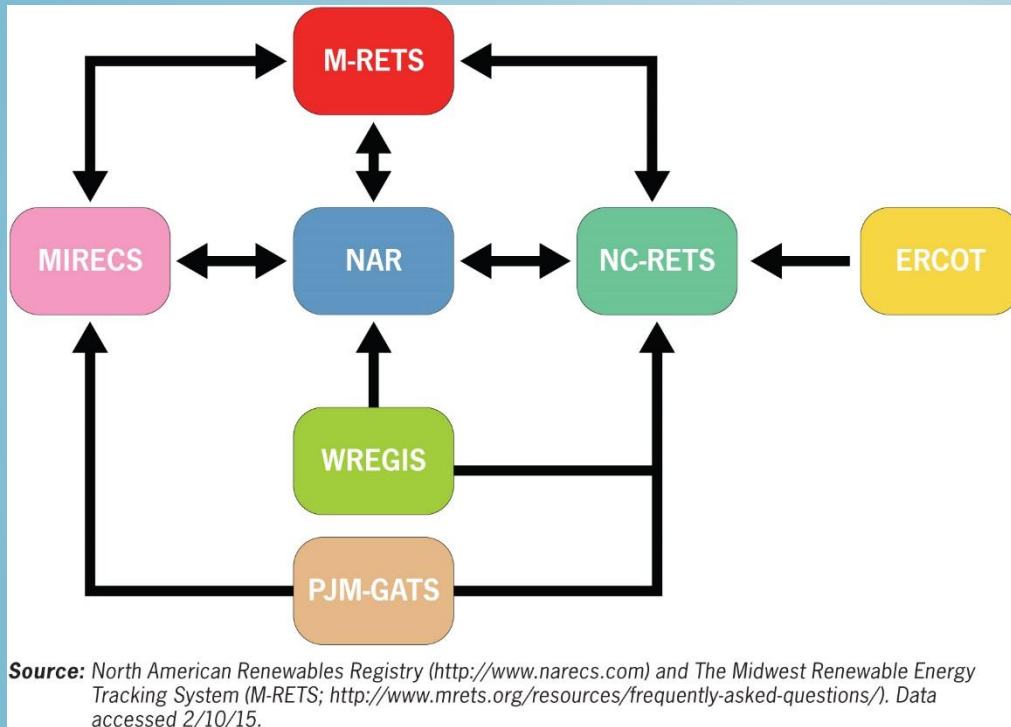 M-RETS
MIRECS
NAR
NC-RETS
ERCOT
WREGIS
PJM-GATS
Source: North American Renewables Registry (http://www.narecs.com) and The Midwest Renewable Energy
Tracking System (M-RETS; http://www.mrets.org/resources/frequently-asked-questions/). Data
accessed 2/10/15.